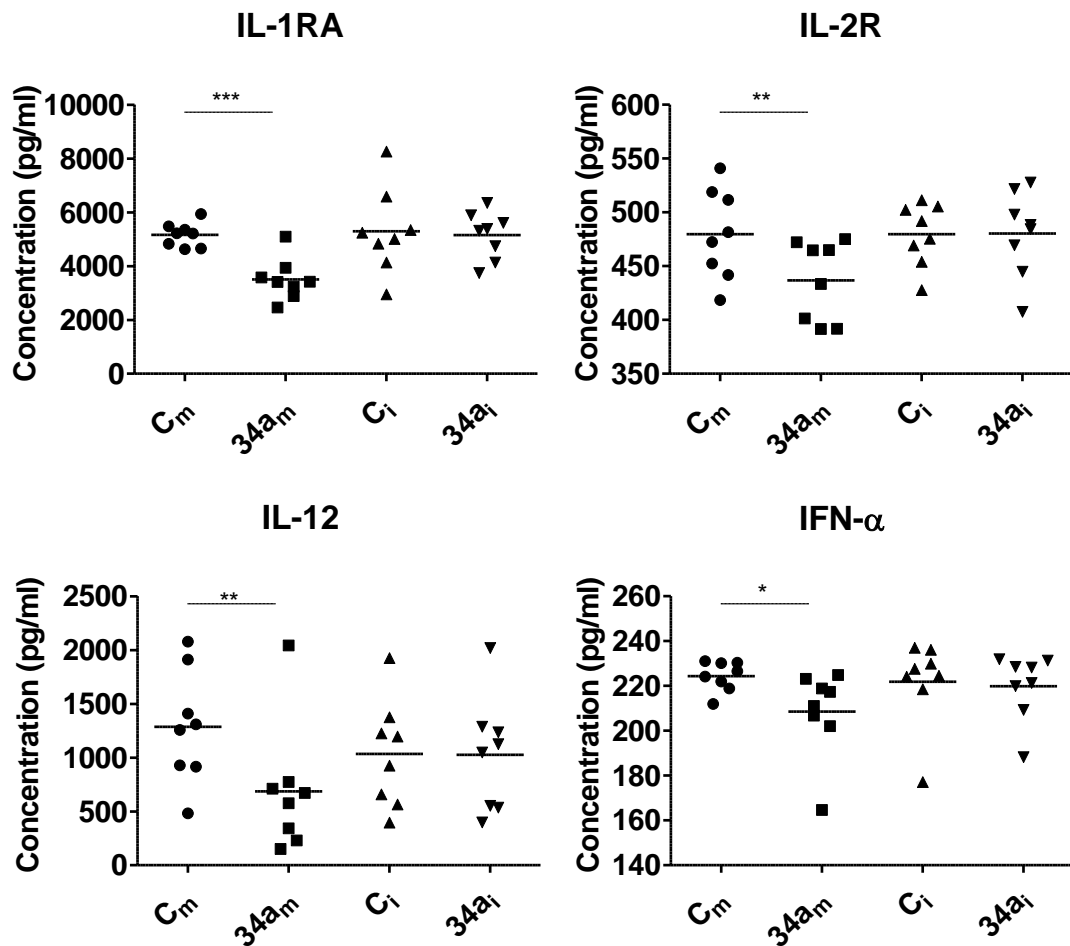 IL-1RA
Concentration (pg/ml)
10000
8000
6000
4000
2000
0
***
Cm
34am
Ci
34ai
IL-2R
Concentration (pg/ml)
600
550
500
450
400
350
**
Cm
34am
Ci
34ai
IL-12
Concentration (pg/ml)
2500
2000
1500
1000
500
0
**
Cm
34am
Ci
34ai
IFN-α
Concentration (pg/ml)
260
240
220
200
180
160
140
*
Cm
34am
Ci
34ai